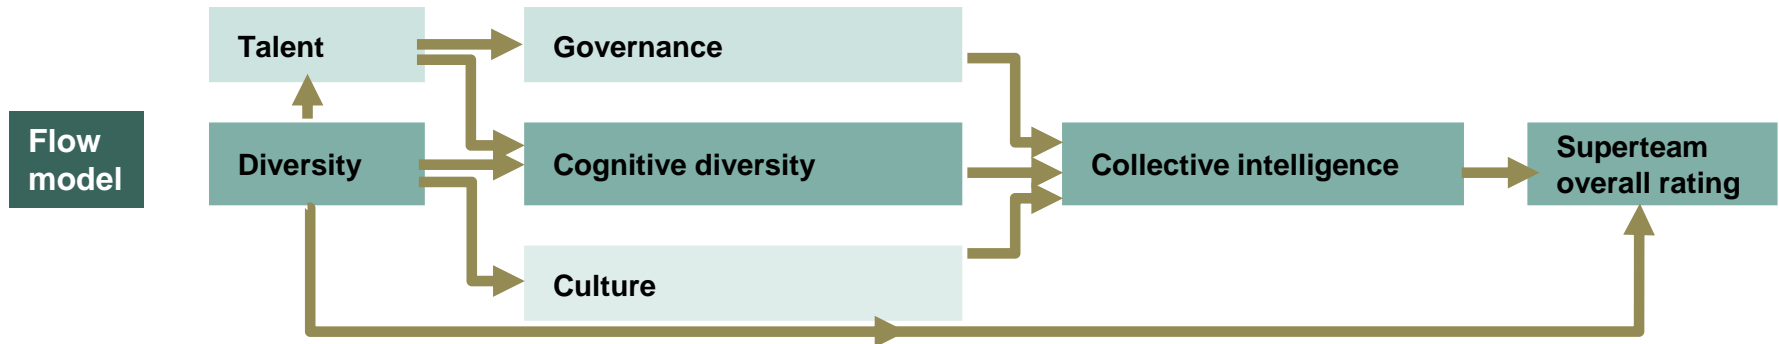 Talent
Governance
Flow
model
Diversity
Cognitive diversity
Collective intelligence
Superteam
overall rating
Culture